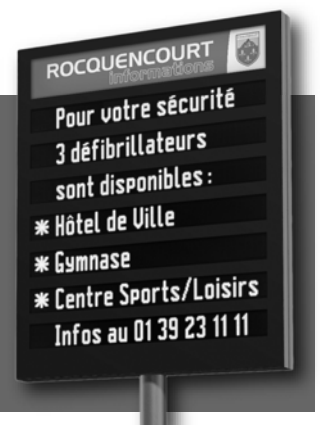 ROCQUENCOURT
informations
Pour votre sécurité
3 défibrillateurs
sont disponibles :
* Hôtel de Ville
* Gymnase
* Centre Sports/Loisirs
Infos au 01 39 23 11 11